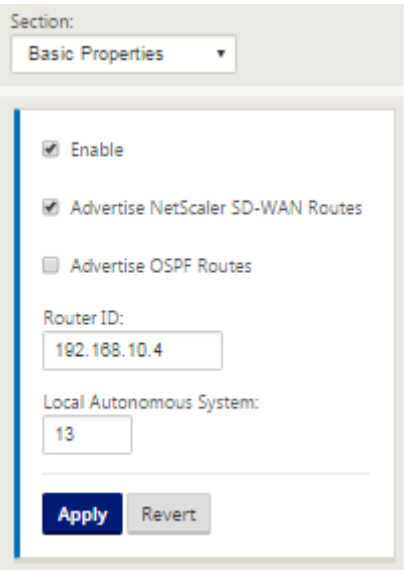 Section:
Basic Properties
Enable
Advertise NetScaler SD-WAN Routes
Advertise OSPF Routes
Router ID:
192.168.10.4
Local Autonomous System:
13
Apply Revert